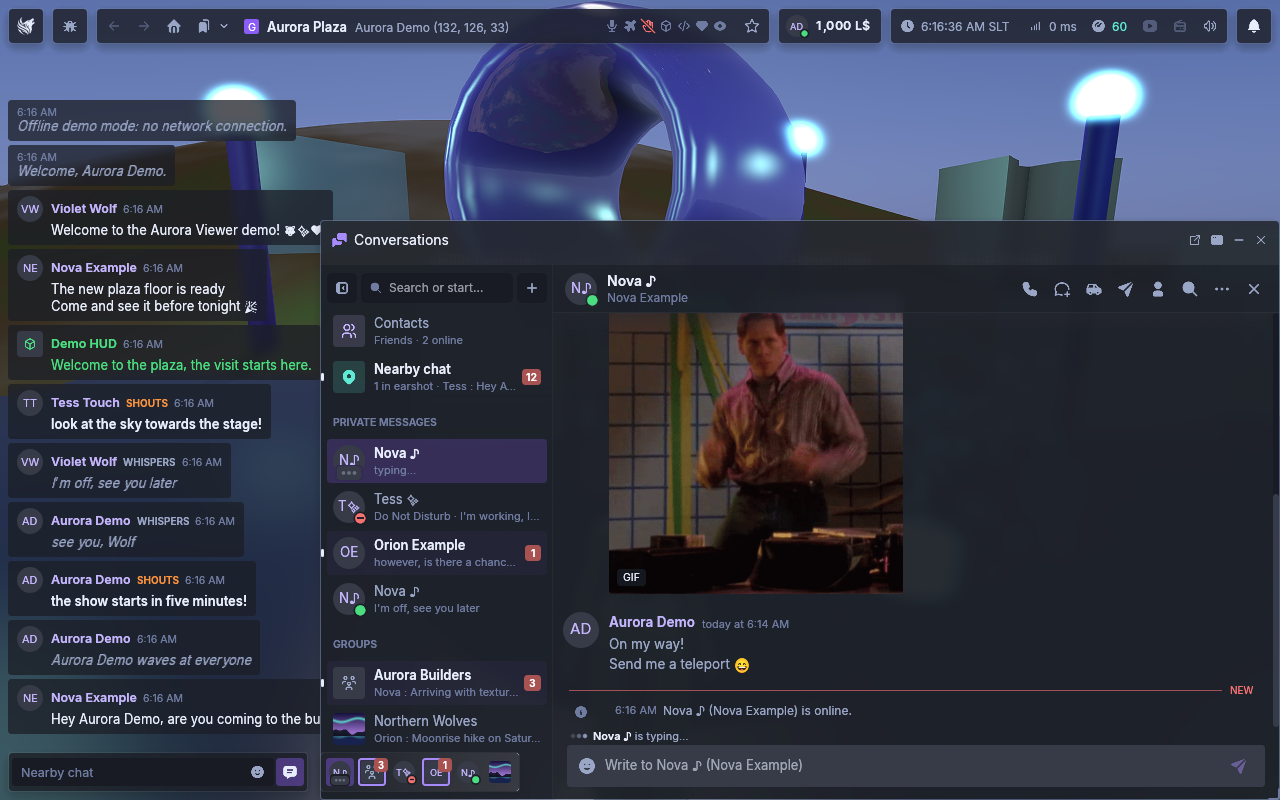 Aurora Plaza Aurora Demo (132, 126, 33)
AD 1,000 L$
6:16:36 AM SLT 0 ms 60
6:16 AM
Offline demo mode: no network connection.
6:16 AM
Welcome, Aurora Demo.
VW Violet Wolf 6:16 AM
Welcome to the Aurora Viewer demo!
NE Nova Example 6:16 AM
The new plaza floor is ready
Come and see it before tonight 🎉
Demo HUD 6:16 AM
Welcome to the plaza, the visit starts here.
TT Tess Touch SHOUTS 6:16 AM
look at the sky towards the stage!
VW Violet Wolf WHISPERS 6:16 AM
I'm off, see you later
AD Aurora Demo WHISPERS 6:16 AM
see you, Wolf
AD Aurora Demo SHOUTS 6:16 AM
the show starts in five minutes!
AD Aurora Demo 6:16 AM
Aurora Demo waves at everyone
NE Nova Example 6:16 AM
Hey Aurora Demo, are you coming to the bu
Nearby chat
Conversations
Search or start...
Contacts
Friends · 2 online
Nearby chat
1 in earshot · Tess : Hey A... 12
PRIVATE MESSAGES
N♪ Nova ♪
typing...
T✨ Tess ✨
Do Not Disturb · I'm working, I...
OE Orion Example
however, is there a chanc... 1
N♪ Nova ♪
I'm off, see you later
GROUPS
Aurora Builders
Nova : Arriving with textur... 3
Northern Wolves
Orion : Moonrise hike on Satur...
N♪ 3 T✨ OE 1 N♪
N♪ Nova ♪
Nova Example
GIF
AD Aurora Demo today at 6:14 AM
On my way!
Send me a teleport 😄
NEW
6:16 AM Nova ♪ (Nova Example) is online.
Nova ♪ is typing...
Write to Nova ♪ (Nova Example)